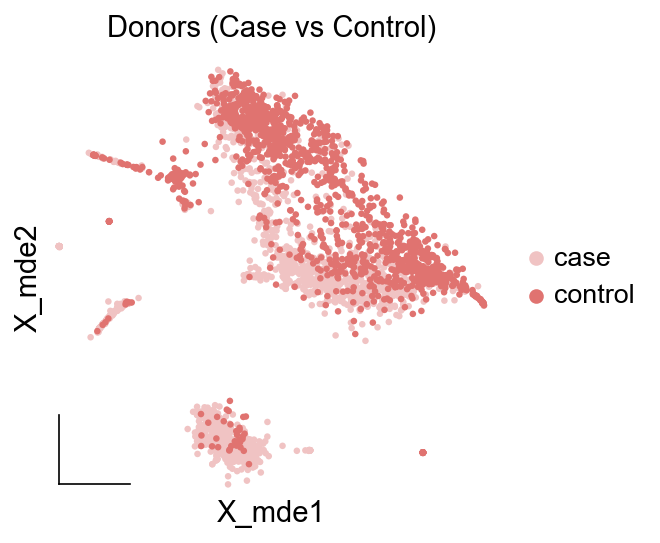 Donors (Case vs Control)
X_mde2
case
control
X_mde1